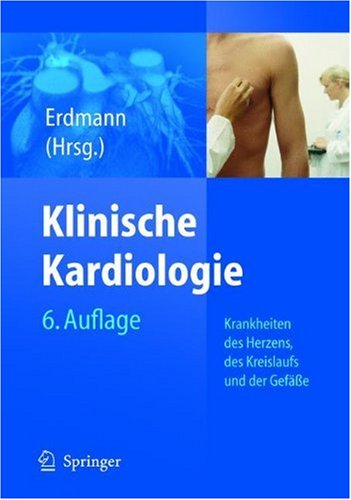 Erdmann
(Hrsg.)
Klinische
Kardiologie
6. Auflage
Krankheiten
des Herzens,
des Kreislaufs
und der Gefäße
Springer